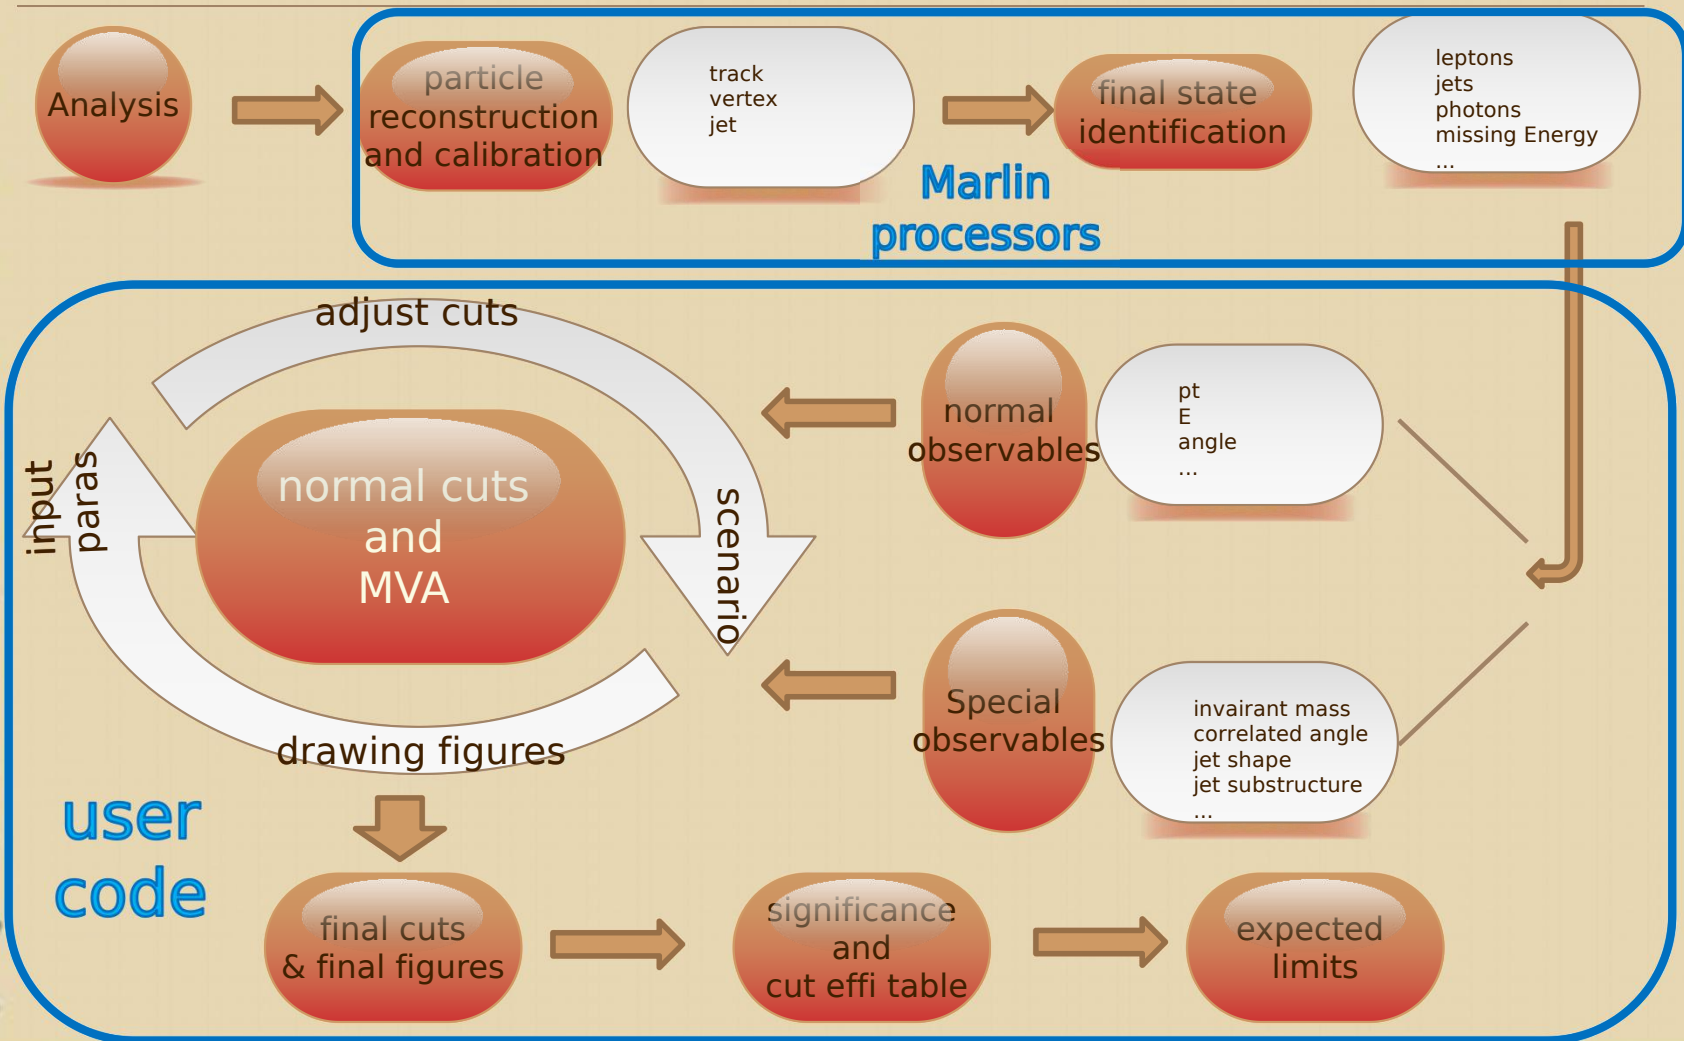 Analysis
particle
reconstruction
and calibration
track
vertex
jet
final state
identification
leptons
jets
photons
missing Energy
...
Marlin
processors
adjust cuts
input
paras
normal cuts
and
MVA
scenario
drawing figures
normal
observables
pt
E
angle
...
Special
observables
invairant mass
correlated angle
jet shape
jet substructure
...
user
code
final cuts
& final figures
significance
and
cut effi table
expected
limits